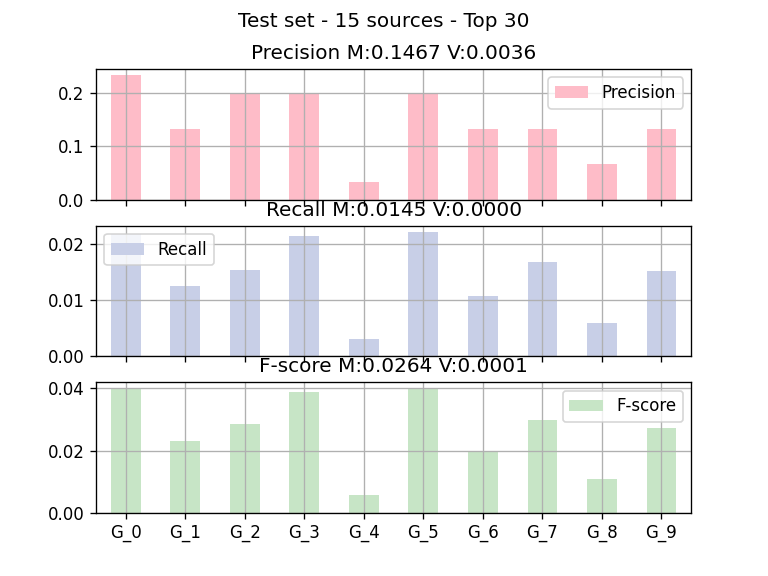 Test set - 15 sources - Top 30
Precision M:0.1467 V:0.0036
0.2
0.1
0.0
Precision
Recall M:0.0145 V:0.0000
0.02
0.01
0.00
Recall
F-score M:0.0264 V:0.0001
0.04
0.02
0.00
F-score
G_0 G_1 G_2 G_3 G_4 G_5 G_6 G_7 G_8 G_9